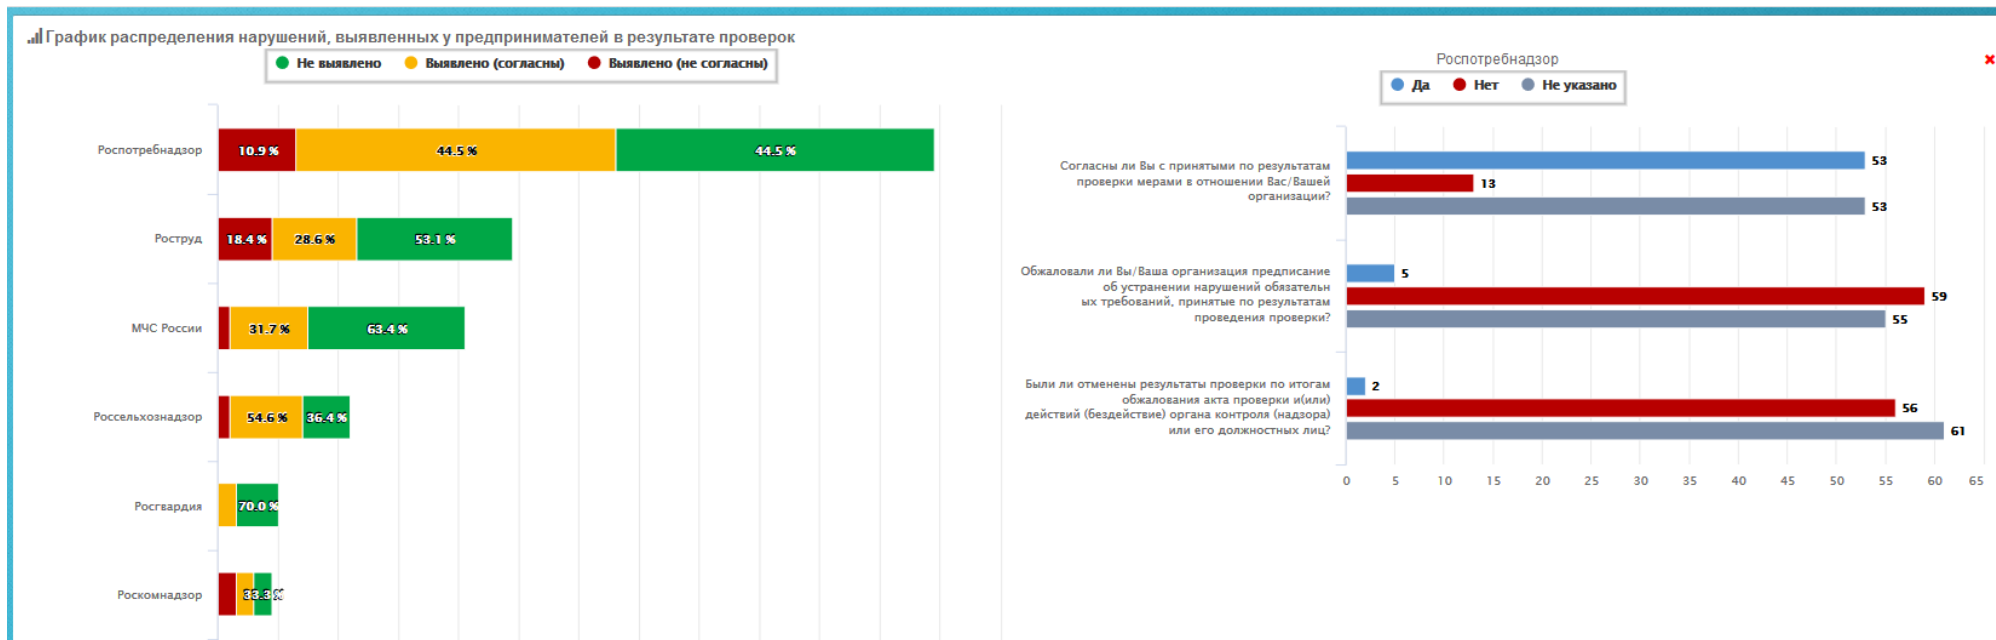 График распределения нарушений, выявленных у предпринимателей в результате проверок
Не выявлено Выявлено (согласны) Выявлено (не согласны)
Роспотребнадзор 10.9 % 44.5 % 44.5 %
Роструд 18.4 % 28.6 % 53.1 %
МЧС России 31.7 % 63.4 %
Россельхознадзор 54.6 % 36.4 %
Росгвардия 70.0 %
Роскомнадзор 33.3 %
Роспотребнадзор
Да Нет Не указано
Согласны ли Вы с принятыми по результатам
проверки мерами в отношении Вас/Вашей
организации?
53
13
53
Обжаловали ли Вы/Ваша организация предписание
об устранении нарушений обязательн
ых требований, принятые по результатам
проведения проверки?
5
59
55
Были ли отменены результаты проверки по итогам
обжалования акта проверки и(или)
действий (бездействие) органа контроля (надзора)
или его должностных лиц?
2
56
61
0 5 10 15 20 25 30 35 40 45 50 55 60 65